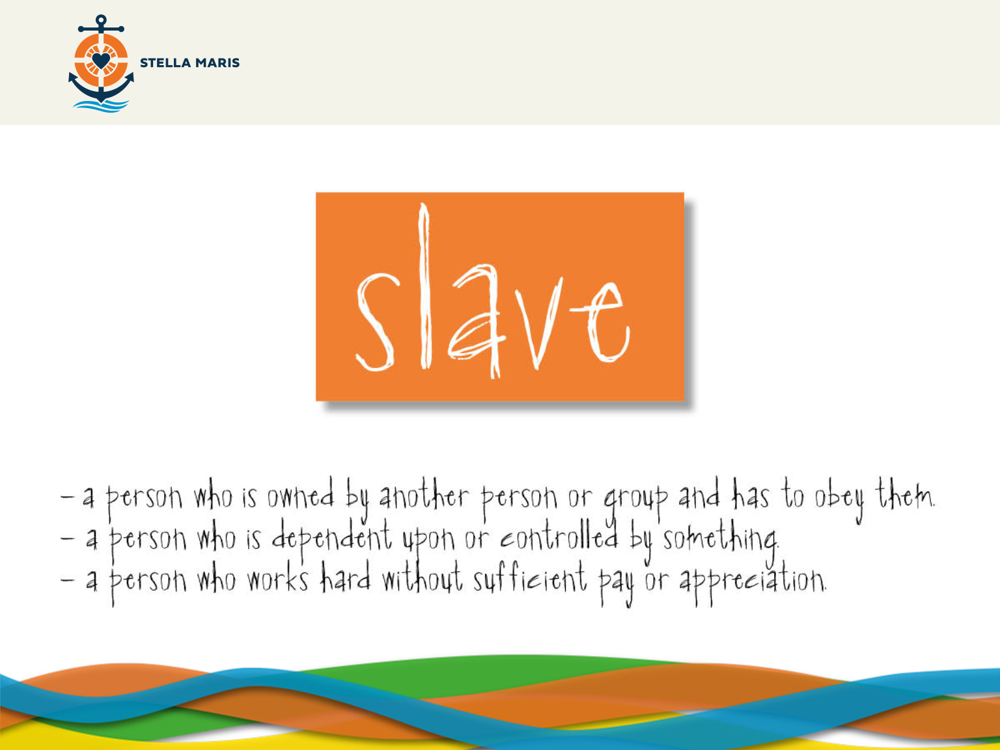 STELLA MARIS
slave
- a person who is owned by another person or group and has to obey them.
- a person who is dependent upon or controlled by something.
- a person who works hard without sufficient pay or appreciation.